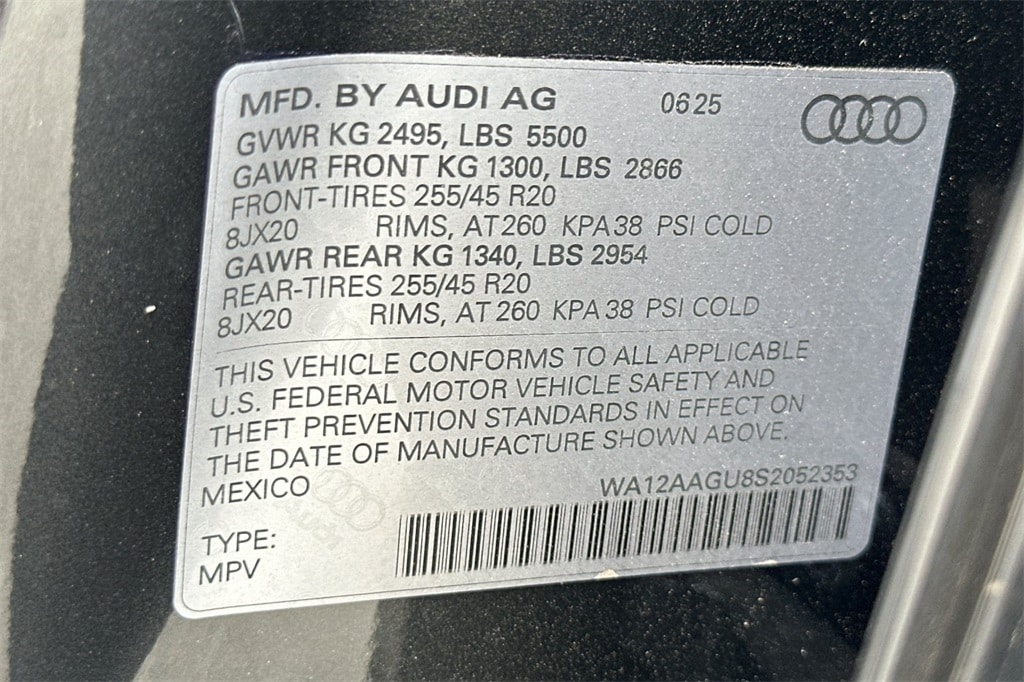 MFD. BY AUDI AG 0625
GVWR KG 2495, LBS 5500
GAWR FRONT KG 1300, LBS 2866
FRONT-TIRES 255/45 R20
8JX20 RIMS, AT 260 KPA 38 PSI COLD
GAWR REAR KG 1340, LBS 2954
REAR-TIRES 255/45 R20
8JX20 RIMS, AT 260 KPA 38 PSI COLD
THIS VEHICLE CONFORMS TO ALL APPLICABLE
U.S. FEDERAL MOTOR VEHICLE SAFETY AND
THEFT PREVENTION STANDARDS IN EFFECT ON
THE DATE OF MANUFACTURE SHOWN ABOVE.
MEXICO WA12AAGU8S2052353
TYPE:
MPV